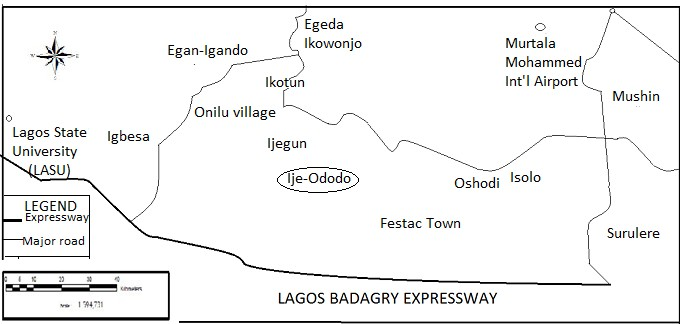 Egeda
Ikowonjo
Egan-Igando
Murtala
Mohammed
Int'l Airport
Ikotun
Mushin
Onilu village
Lagos State
University
(LASU)
Igbesa
Ijegun
Ije-Ododo
Oshodi
Isolo
LEGEND
Expressway
Major road
Festac Town
Surulere
LAGOS BADAGRY EXPRESSWAY